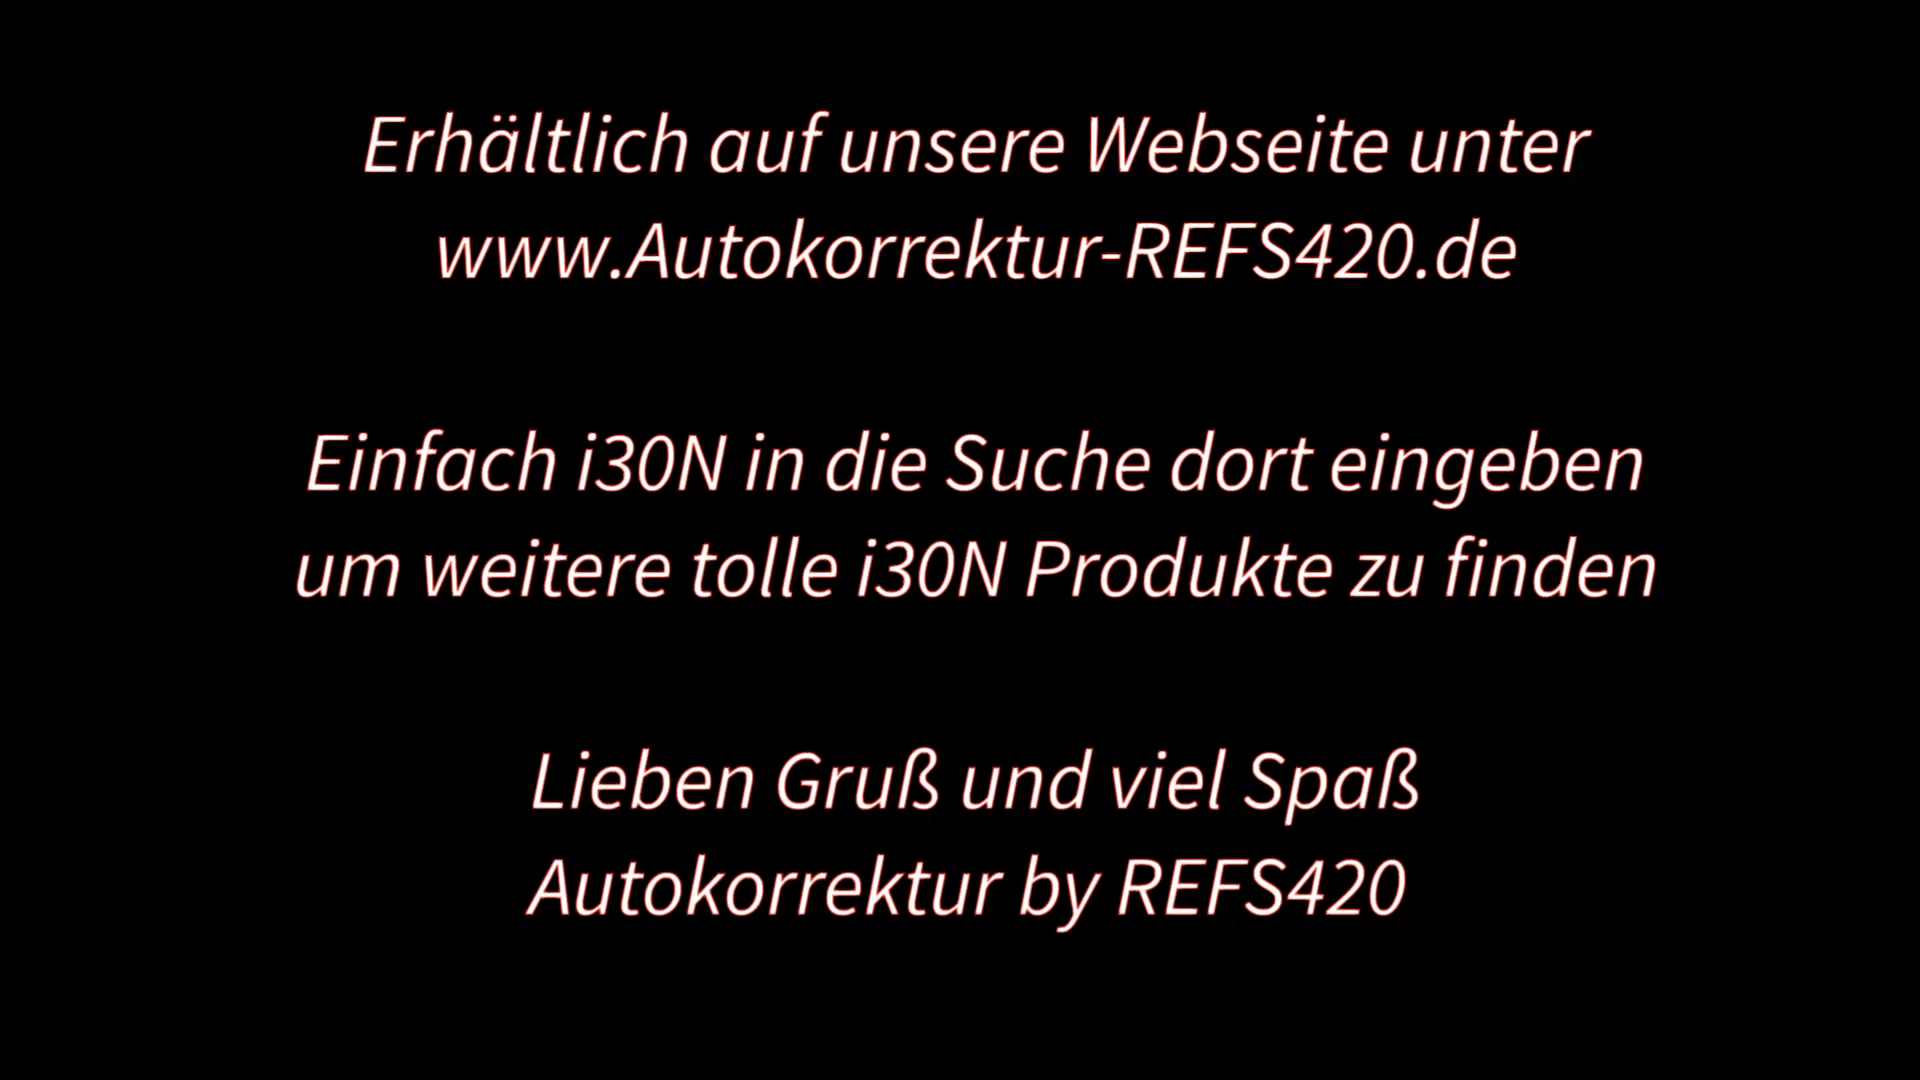 Erhältlich auf unsere Webseite unter
www.Autokorrektur-REFS420.de
Einfach i30N in die Suche dort eingeben
um weitere tolle i30N Produkte zu finden
Lieben Gruß und viel Spaß
Autokorrektur by REFS420